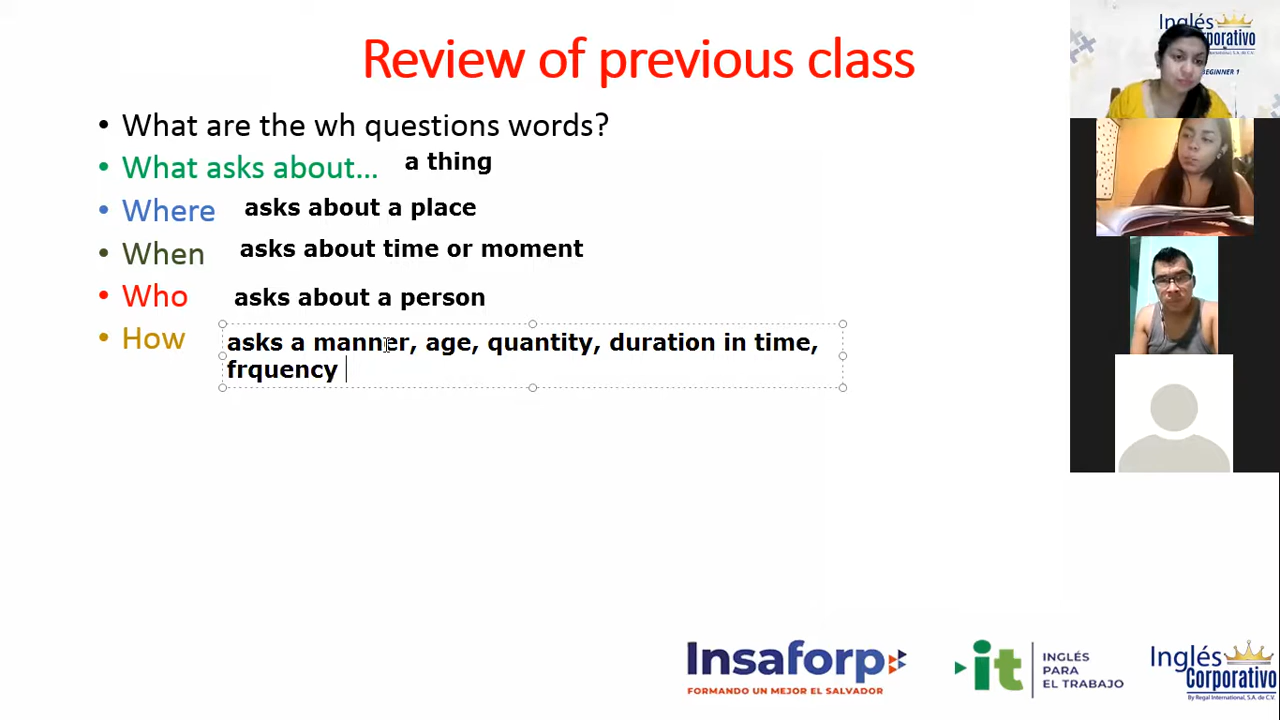 Review of previous class
• What are the wh questions words?
• What asks about... a thing
• Where asks about a place
• When asks about time or moment
• Who asks about a person
• How asks a manner, age, quantity, duration in time,
frquency
Inglés
Corporativo
BEGINNER 1
Insaforp
FORMANDO UN MEJOR EL SALVADOR
it
INGLÉS
PARA
EL TRABAJO
Inglés
Corporativo
By Regal International, S.A. de C.V.